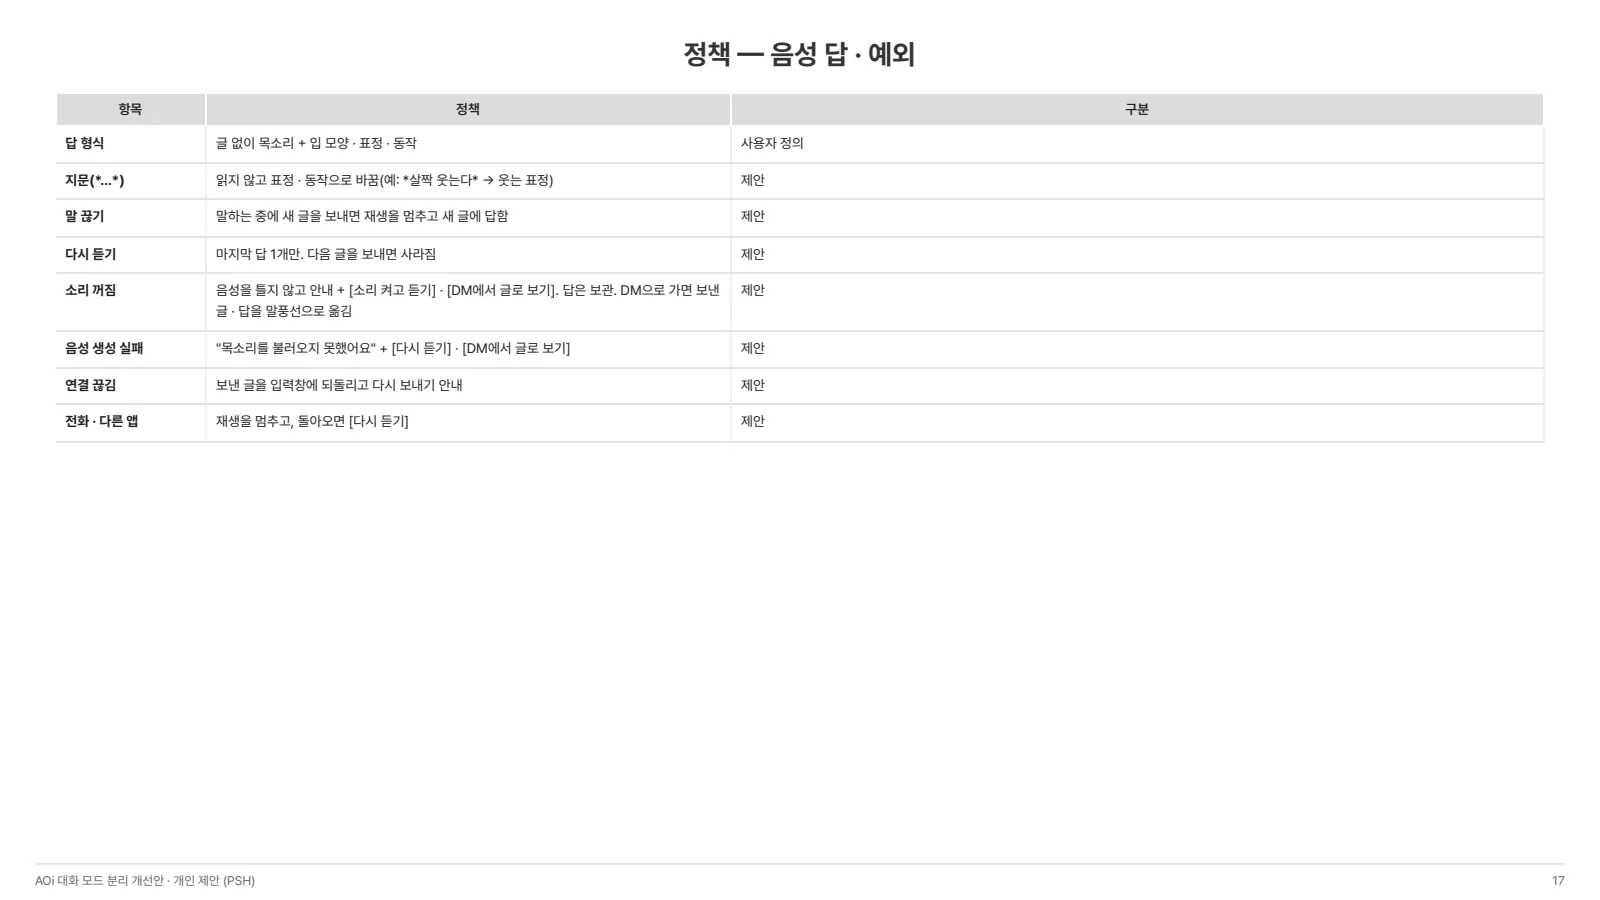 정책 — 음성 답 · 예외
항목 정책 구분
답 형식 글 없이 목소리 + 입 모양 · 표정 · 동작 사용자 정의
지문(*...*) 읽지 않고 표정 · 동작으로 바꿈(예: *살짝 웃는다* → 웃는 표정) 제안
말 끊기 말하는 중에 새 글을 보내면 재생을 멈추고 새 글에 답함 제안
다시 듣기 마지막 답 1개만. 다음 글을 보내면 사라짐 제안
소리 꺼짐 음성을 틀지 않고 안내 + [소리 켜고 듣기] · [DM에서 글로 보기]. 답은 보관. DM으로 가면 보낸 제안
글 · 답을 말풍선으로 옮김
음성 생성 실패 "목소리를 불러오지 못했어요" + [다시 듣기] · [DM에서 글로 보기] 제안
연결 끊김 보낸 글을 입력창에 되돌리고 다시 보내기 안내 제안
전화 · 다른 앱 재생을 멈추고, 돌아오면 [다시 듣기] 제안
AOi 대화 모드 분리 개선안 · 개인 제안 (PSH) 17